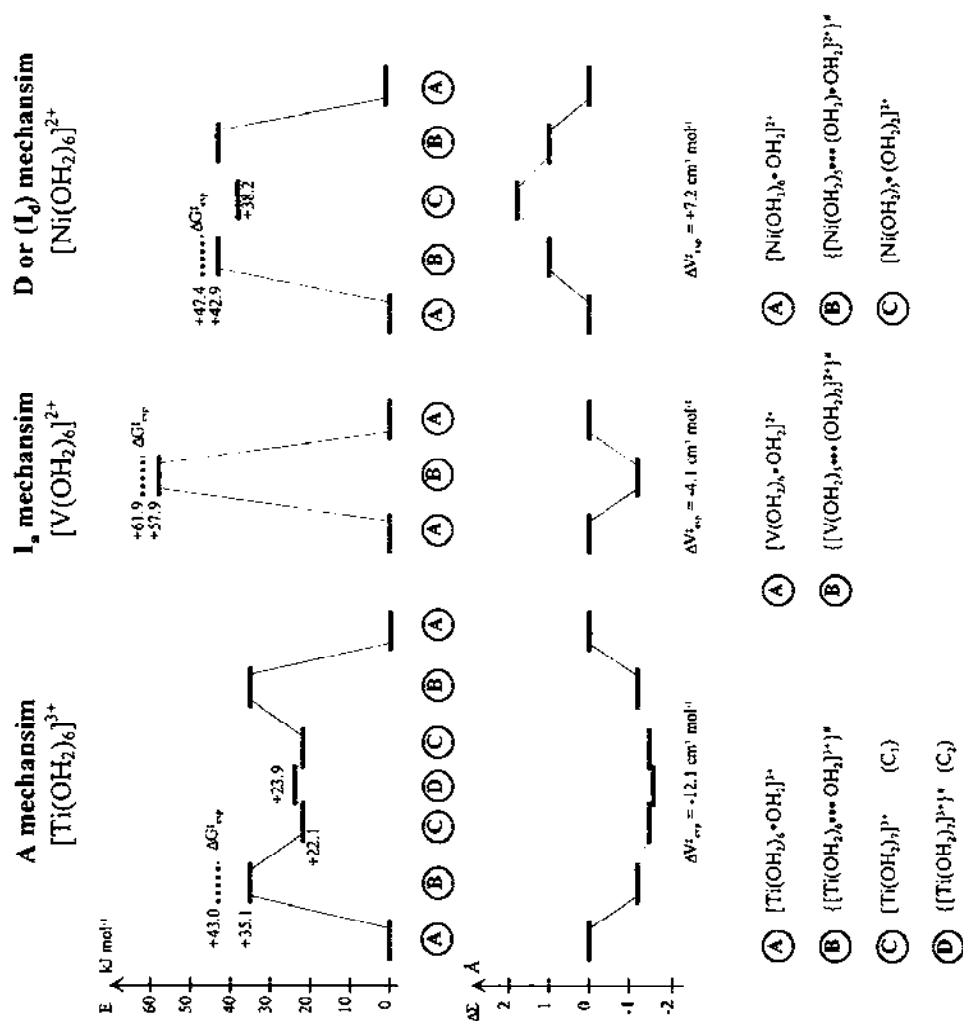 A mechansim
[Ti(OH₂)₆]³⁺
Iₐ mechansim
[V(OH₂)₆]²⁺
D or (I_d) mechansim
[Ni(OH₂)₆]²⁺
E
kJ mol⁻¹
60
50
40
30
20
10
0
+43.0
ΔG‡exp
+35.1
+22.1
+23.9
+61.9
ΔG‡exp
+57.9
+47.4
ΔG‡exp
+42.9
+38.2
A B C D C B A
A B A
A B C B A
ΔΣ
Å
2
1
0
-1
-2
ΔV‡exp = -12.1 cm³ mol⁻¹
ΔV‡exp = -4.1 cm³ mol⁻¹
ΔV‡exp = +7.2 cm³ mol⁻¹
A [Ti(OH₂)₆•OH₂]³⁺
B {[Ti(OH₂)₆•••OH₂]³⁺}#
C [Ti(OH₂)₇]³⁺ (C₁)
D {[Ti(OH₂)₇]³⁺}# (C₂)
A [V(OH₂)₆•OH₂]²⁺
B {[V(OH₂)₅•••(OH₂)₂]²⁺}#
A [Ni(OH₂)₆•OH₂]²⁺
B {[Ni(OH₂)₅•••(OH₂)•OH₂]²⁺}#
C [Ni(OH₂)₅•(OH₂)₂]²⁺